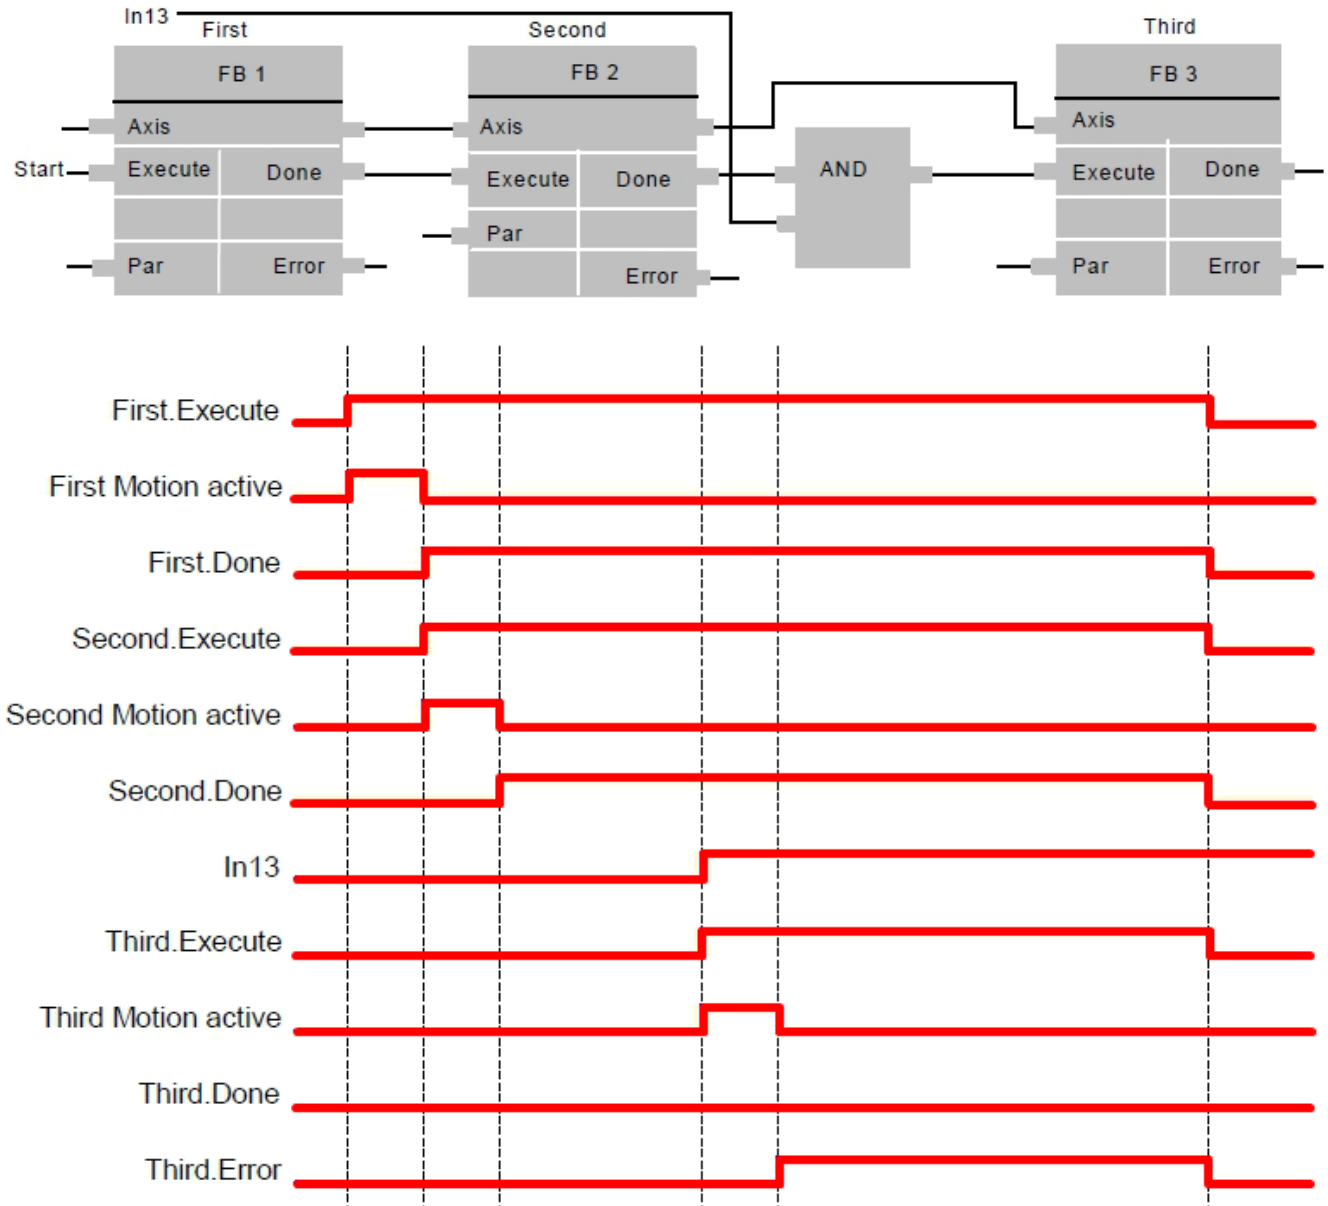 In13
First
Second
Third
FB 1
FB 2
FB 3
Axis
Axis
Axis
Start
Execute
Done
Execute
Done
AND
Execute
Done
Par
Par
Error
Error
Par
Error
First.Execute
First Motion active
First.Done
Second.Execute
Second Motion active
Second.Done
In13
Third.Execute
Third Motion active
Third.Done
Third.Error